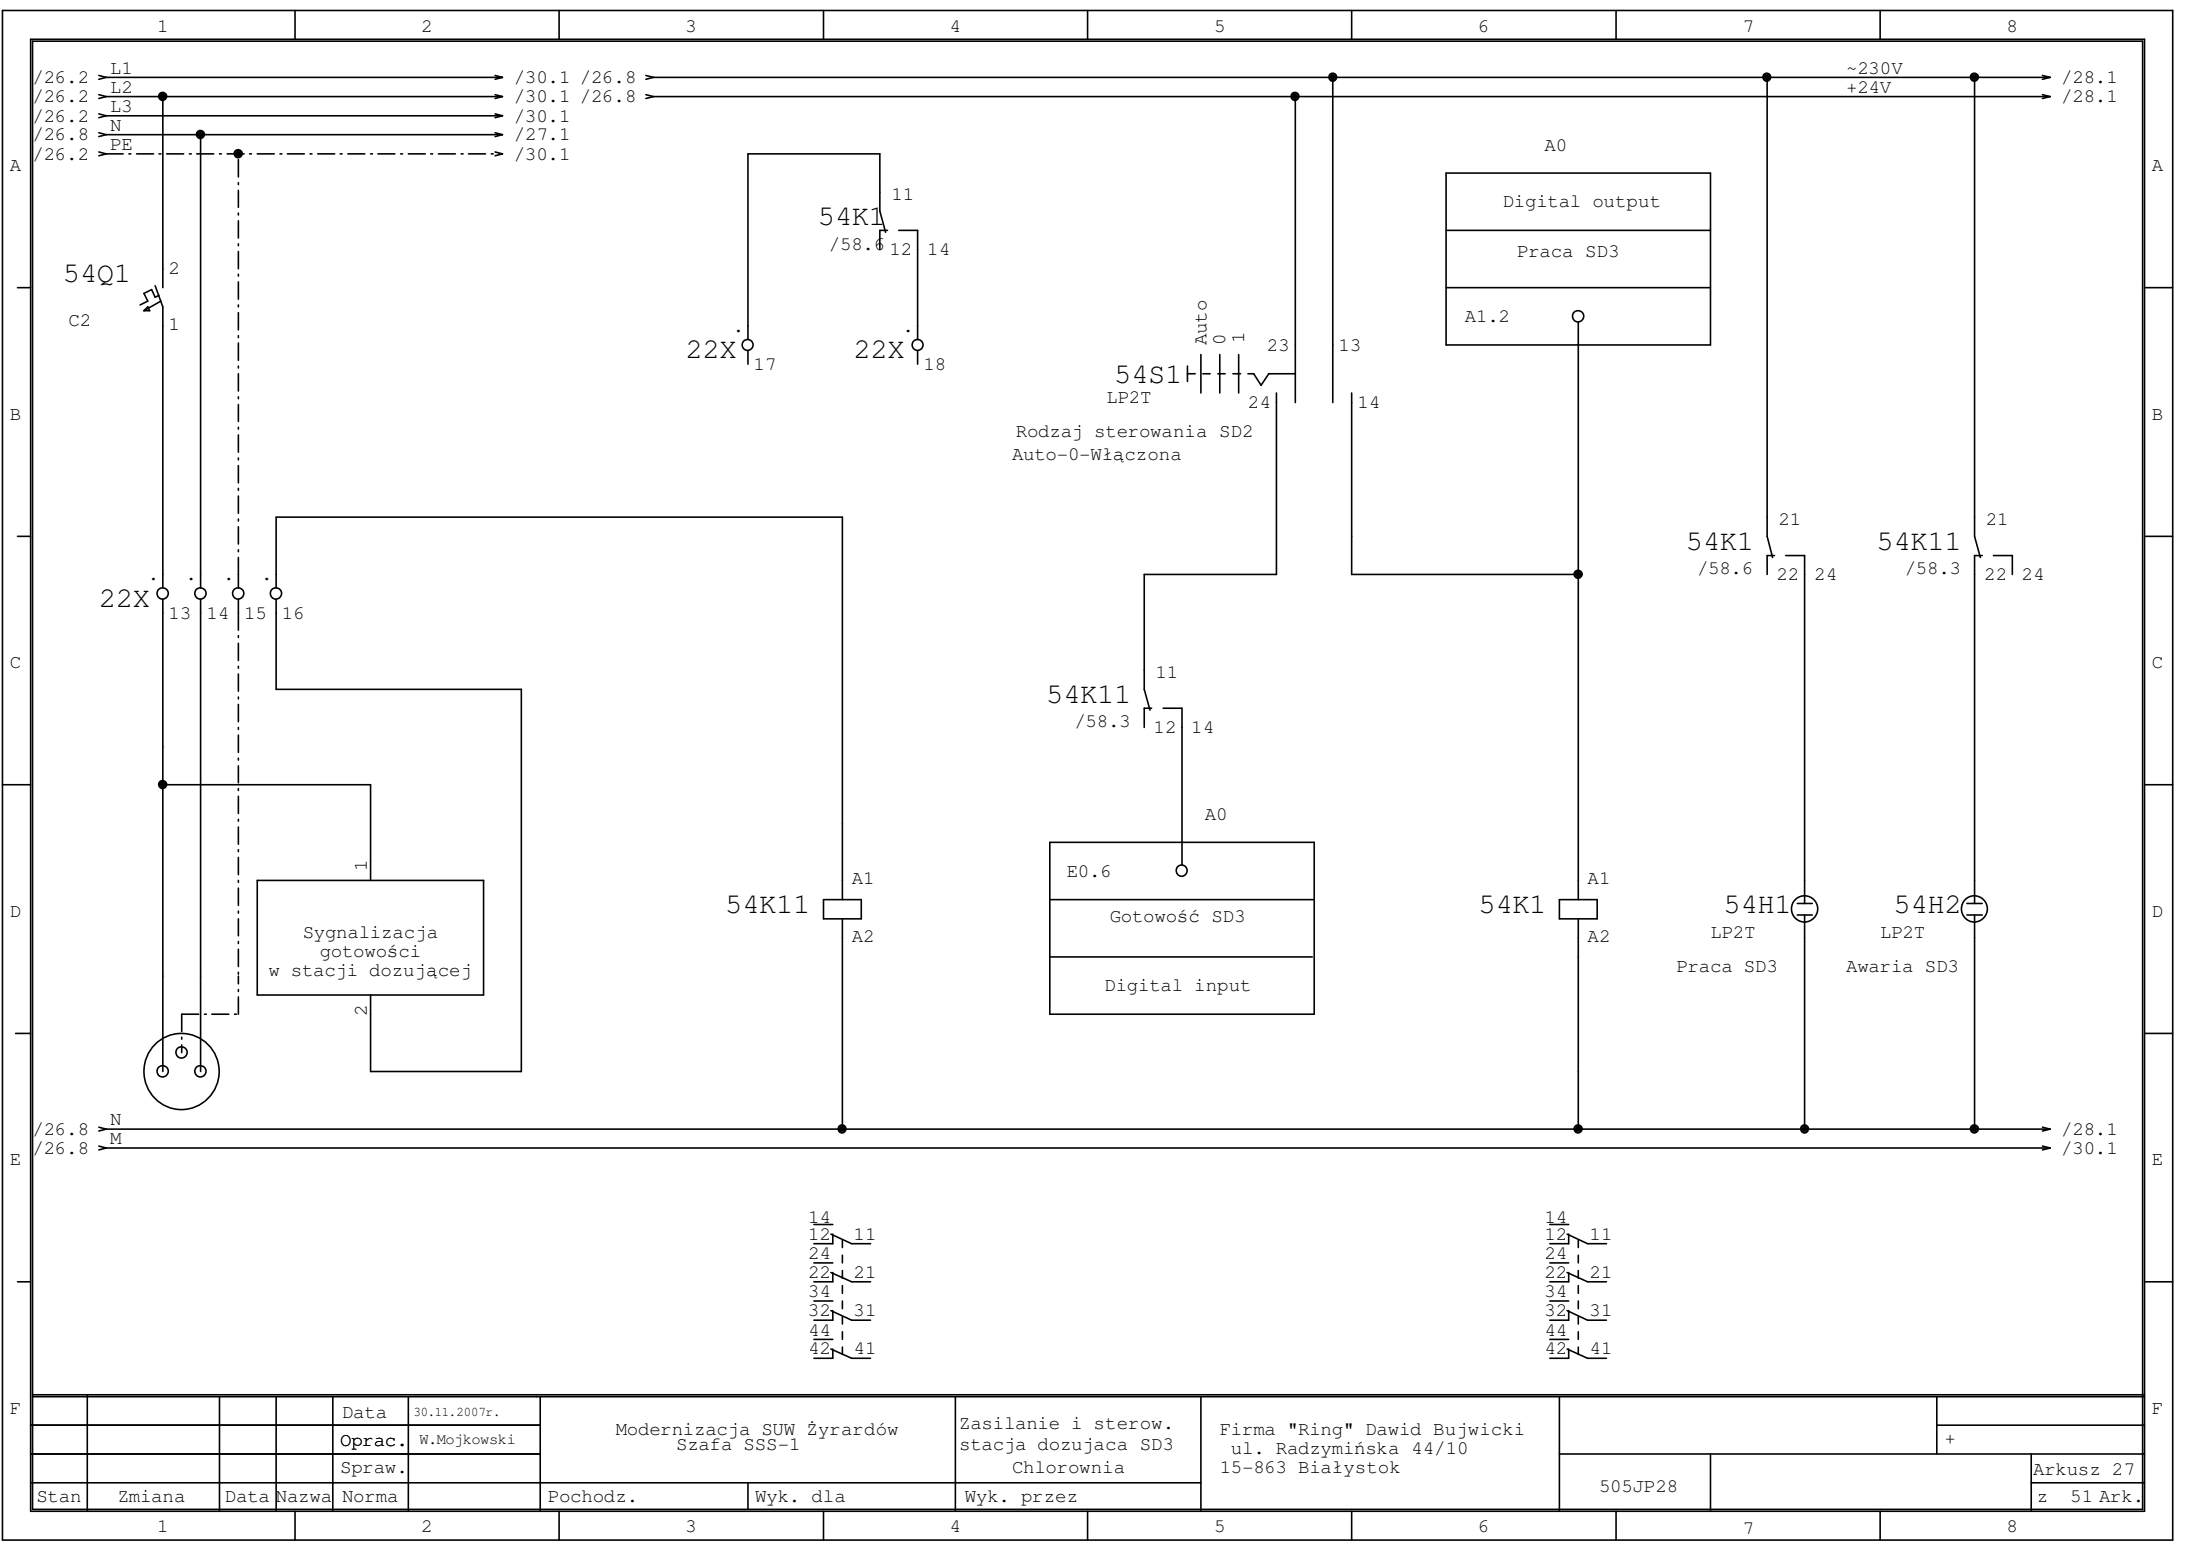 1 2 3 4 5 6 7 8
/26.2 L1 /30.1 /26.8 ~230V /28.1
/26.2 L2 /30.1 /26.8 +24V /28.1
/26.2 L3 /30.1
/26.8 N /27.1
/26.2 PE /30.1
A A
A0
Digital output
Praca SD3
A1.2
11
54K1
/58.6 12 14
54Q1 2
C2 1
22X 17
22X 18
Auto 0 1
23 13
54S1
LP2T
24 14
Rodzaj sterowania SD2
Auto-0-Włączona
B B
21
54K1
/58.6 22 24
21
54K11
/58.3 22 24
22X 13 14 15 16
C C
11
54K11
/58.3 12 14
A0
E0.6
Gotowość SD3
Digital input
1
Sygnalizacja
gotowości
w stacji dozującej
2
A1
54K11
A2
A1
54K1
A2
54H1
LP2T
Praca SD3
54H2
LP2T
Awaria SD3
D D
/26.8 N /28.1
/26.8 M /30.1
E E
14
12 11
24
22 21
34
32 31
44
42 41
14
12 11
24
22 21
34
32 31
44
42 41
F F
Data 30.11.2007r.
Oprac. W.Mojkowski
Spraw.
Stan Zmiana Data Nazwa Norma
Modernizacja SUW Żyrardów
Szafa SSS-1
Pochodz. Wyk. dla Wyk. przez
Zasilanie i sterow.
stacja dozujaca SD3
Chlorownia
Firma "Ring" Dawid Bujwicki
ul. Radzymińska 44/10
15-863 Białystok
505JP28
+
Arkusz 27
z 51 Ark.
1 2 3 4 5 6 7 8